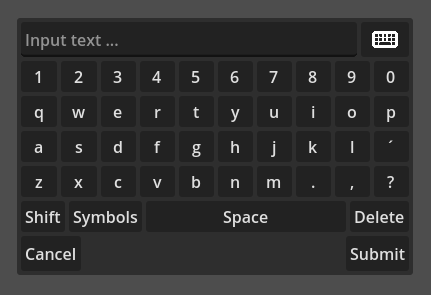 Input text ...
1 2 3 4 5 6 7 8 9 0
q w e r t y u i o p
a s d f g h j k l ´
z x c v b n m . , ?
Shift Symbols Space Delete
Cancel Submit